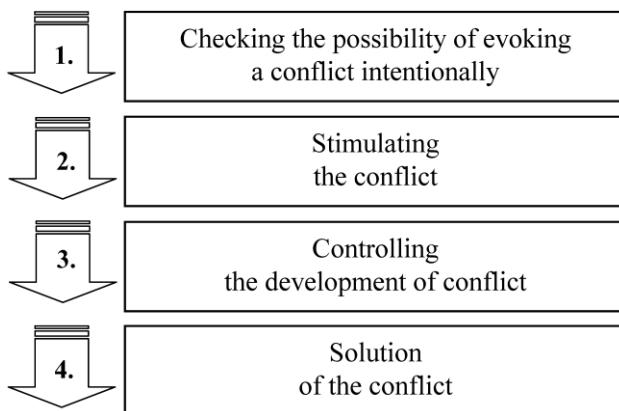 1.
Checking the possibility of evoking
a conflict intentionally
2.
Stimulating
the conflict
3.
Controlling
the development of conflict
4.
Solution
of the conflict